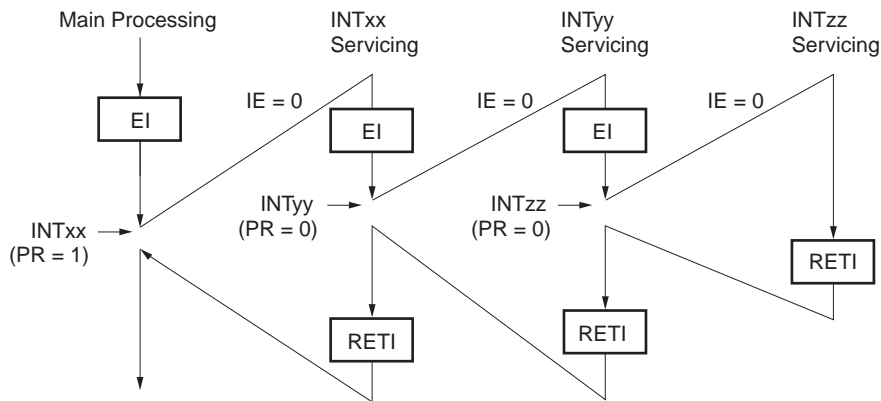 Main Processing
INTxx
Servicing
INTyy
Servicing
INTzz
Servicing
IE = 0
IE = 0
IE = 0
EI
EI
EI
INTxx
(PR = 1)
INTyy
(PR = 0)
INTzz
(PR = 0)
RETI
RETI
RETI